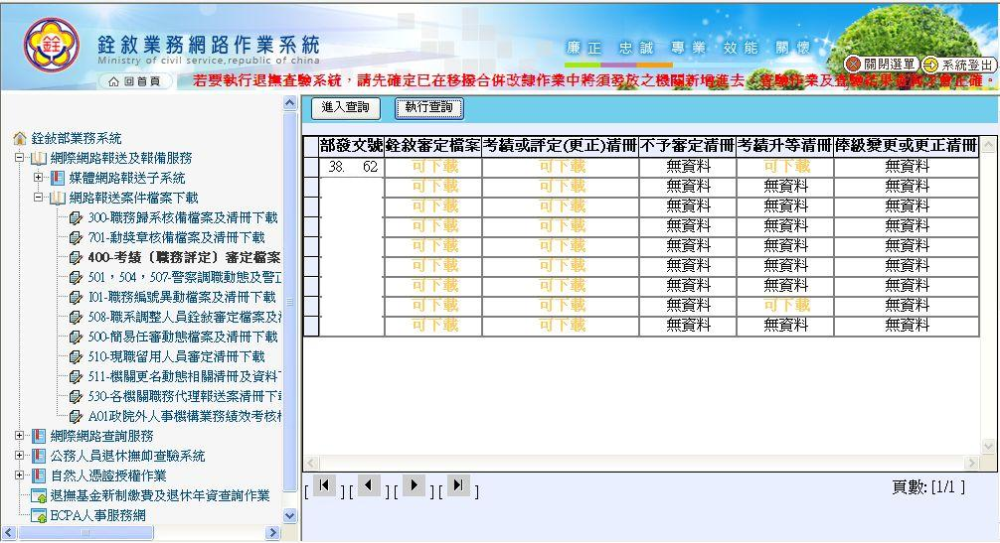 銓敘業務網路作業系統
Ministry of civil service,republic of china
廉正 忠誠 專業 效能 關懷
回首頁
關閉選單
系統登出
若要執行退撫查驗系統,請先確定已在移撥合併改隸作業中將須發放之機關新增進去
進入查詢 執行查詢
銓敍部業務系統
網際網路報送及報備服務
媒體網路報送子系統
網路報送案件檔案下載
300-職務歸系核備檔案及清冊下載
701-勳獎章核備檔案及清冊下載
400-考績〔職務評定〕審定檔案
501,504,507-警察調職動態及警正
I01-職務編號異動檔案及清冊下載
508-職系調整人員銓敘審定檔案及
500-簡易任審動態檔案及清冊下載
510-現職留用人員審定清冊下載
511-機關更名動態相關清冊及資料
530-各機關職務代理報送案清冊下
A01政院外人事機構業務績效考核
網際網路查詢服務
公務人員退休撫卹查驗系統
自然人憑證授權作業
退撫基金新制繳費及退休年資查詢作業
ECPA人事服務網
部發文號 銓敘審定檔案 考績或評定(更正)清冊 不予審定清冊 考績升等清冊 俸級變更或更正清冊
38. 62 可下載 可下載 無資料 可下載 無資料
可下載 可下載 無資料 無資料 無資料
可下載 可下載 無資料 無資料 無資料
可下載 可下載 無資料 無資料 無資料
可下載 可下載 無資料 無資料 無資料
可下載 可下載 無資料 無資料 無資料
可下載 可下載 無資料 無資料 無資料
可下載 可下載 無資料 可下載 無資料
可下載 可下載 無資料 無資料 無資料
[ ] [ ] [ ] [ ]
頁數: [1/1 ]